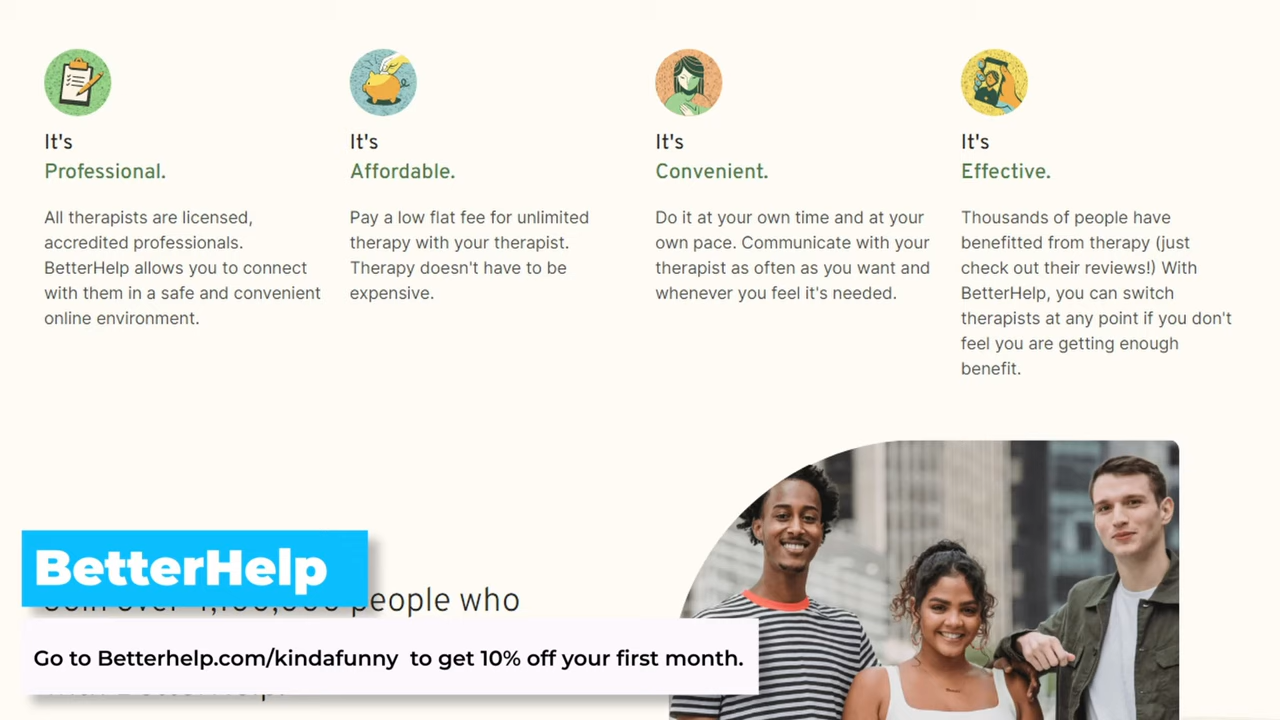 It's
Professional.
All therapists are licensed,
accredited professionals.
BetterHelp allows you to connect
with them in a safe and convenient
online environment.
It's
Affordable.
Pay a low flat fee for unlimited
therapy with your therapist.
Therapy doesn't have to be
expensive.
It's
Convenient.
Do it at your own time and at your
own pace. Communicate with your
therapist as often as you want and
whenever you feel it's needed.
It's
Effective.
Thousands of people have
benefitted from therapy (just
check out their reviews!) With
BetterHelp, you can switch
therapists at any point if you don't
feel you are getting enough
benefit.
BetterHelp
people who
Go to Betterhelp.com/kindafunny to get 10% off your first month.